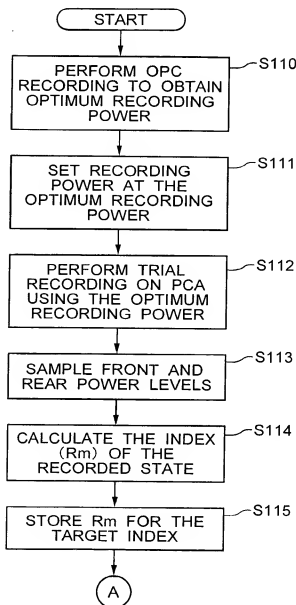 START
PERFORM OPC
RECORDING TO OBTAIN
OPTIMUM RECORDING
POWER
S110
SET RECORDING
POWER AT THE
OPTIMUM RECORDING
POWER
S111
PERFORM TRIAL
RECORDING ON PCA
USING THE OPTIMUM
RECORDING POWER
S112
SAMPLE FRONT AND
REAR POWER LEVELS
S113
CALCULATE THE INDEX
(Rm) OF THE
RECORDED STATE
S114
STORE Rm FOR THE
TARGET INDEX
S115
A